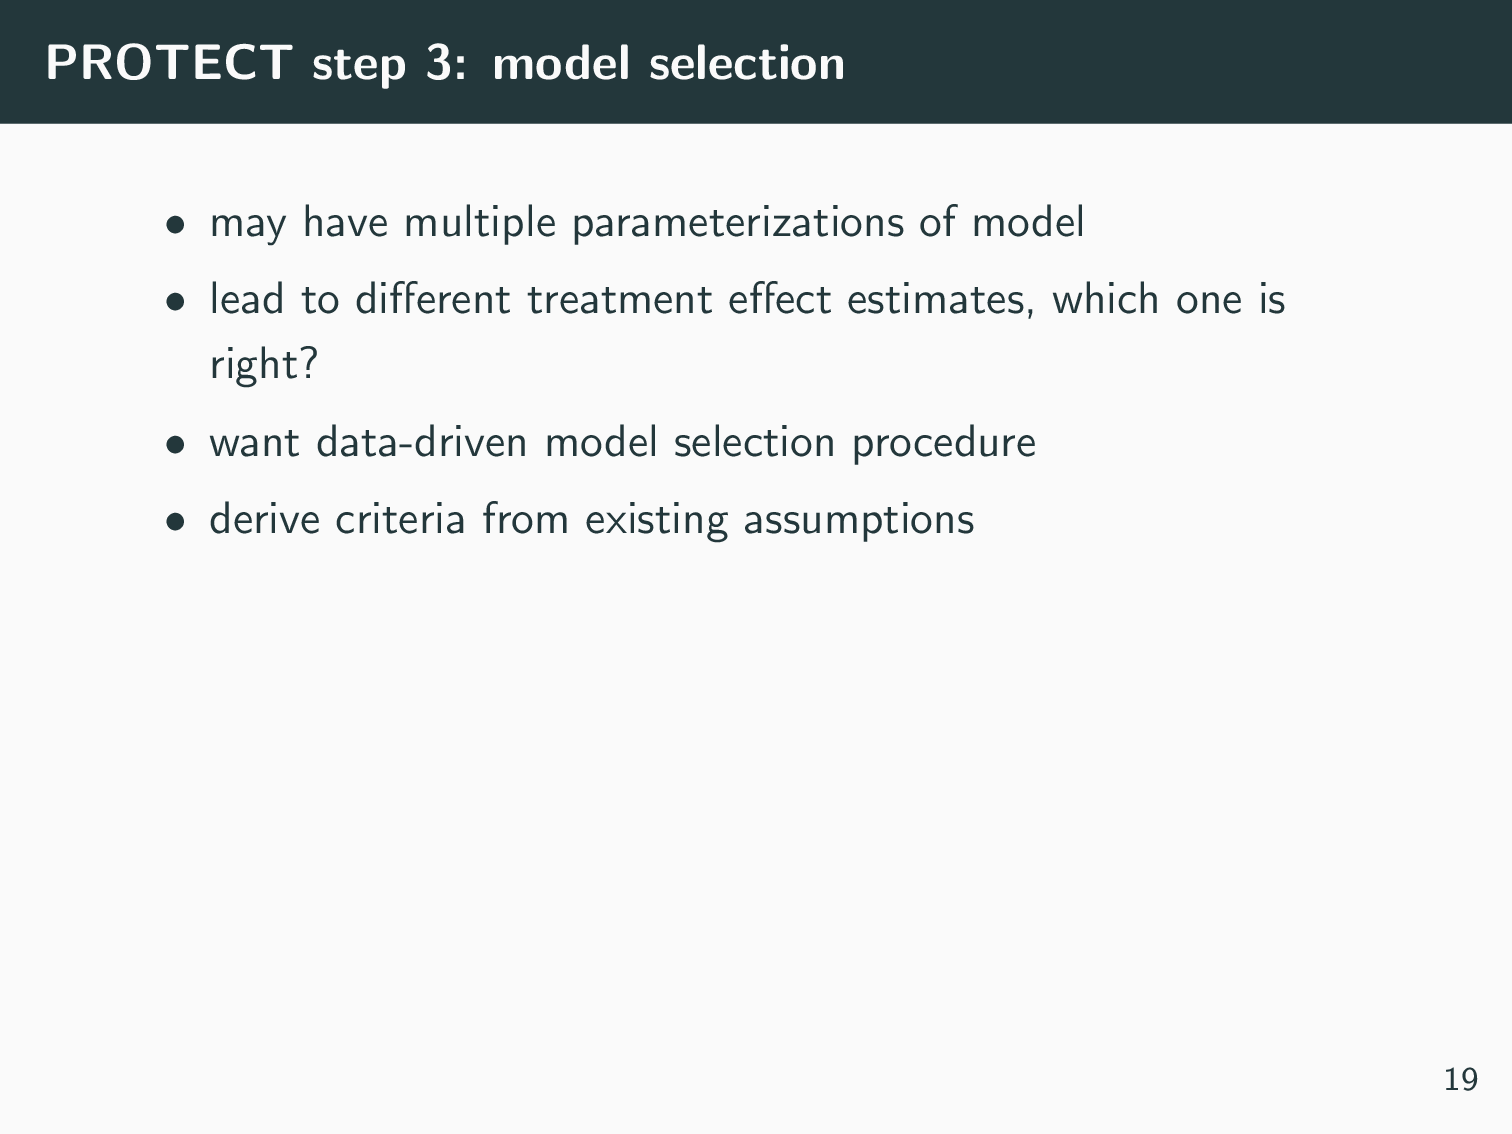 PROTECT step 3: model selection
• may have multiple parameterizations of model
• lead to different treatment effect estimates, which one is
right?
• want data-driven model selection procedure
• derive criteria from existing assumptions
19